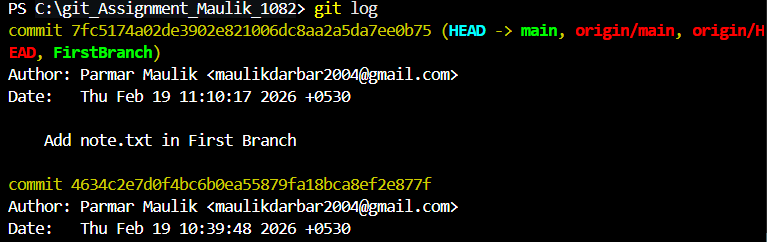 PS C:\git_Assignment_Maulik_1082> git log
commit 7fc5174a02de3902e821006dc8aa2a5da7ee0b75 (HEAD -> main, origin/main, origin/H
EAD, FirstBranch)
Author: Parmar Maulik <maulikdarbar2004@gmail.com>
Date:   Thu Feb 19 11:10:17 2026 +0530
    Add note.txt in First Branch
commit 4634c2e7d0f4bc6b0ea55879fa18bca8ef2e877f
Author: Parmar Maulik <maulikdarbar2004@gmail.com>
Date:   Thu Feb 19 10:39:48 2026 +0530